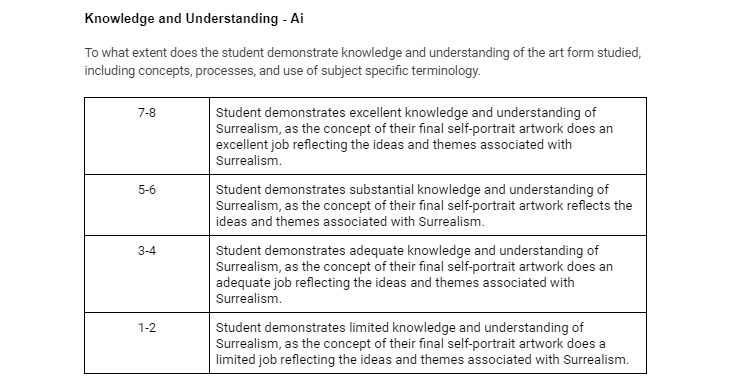 Knowledge and Understanding - Ai
To what extent does the student demonstrate knowledge and understanding of the art form studied,
including concepts, processes, and use of subject specific terminology.
7-8
Student demonstrates excellent knowledge and understanding of
Surrealism, as the concept of their final self-portrait artwork does an
excellent job reflecting the ideas and themes associated with
Surrealism.
5-6
Student demonstrates substantial knowledge and understanding of
Surrealism, as the concept of their final self-portrait artwork reflects the
ideas and themes associated with Surrealism.
3-4
Student demonstrates adequate knowledge and understanding of
Surrealism, as the concept of their final self-portrait artwork does an
adequate job reflecting the ideas and themes associated with
Surrealism.
1-2
Student demonstrates limited knowledge and understanding of
Surrealism, as the concept of their final self-portrait artwork does a
limited job reflecting the ideas and themes associated with Surrealism.